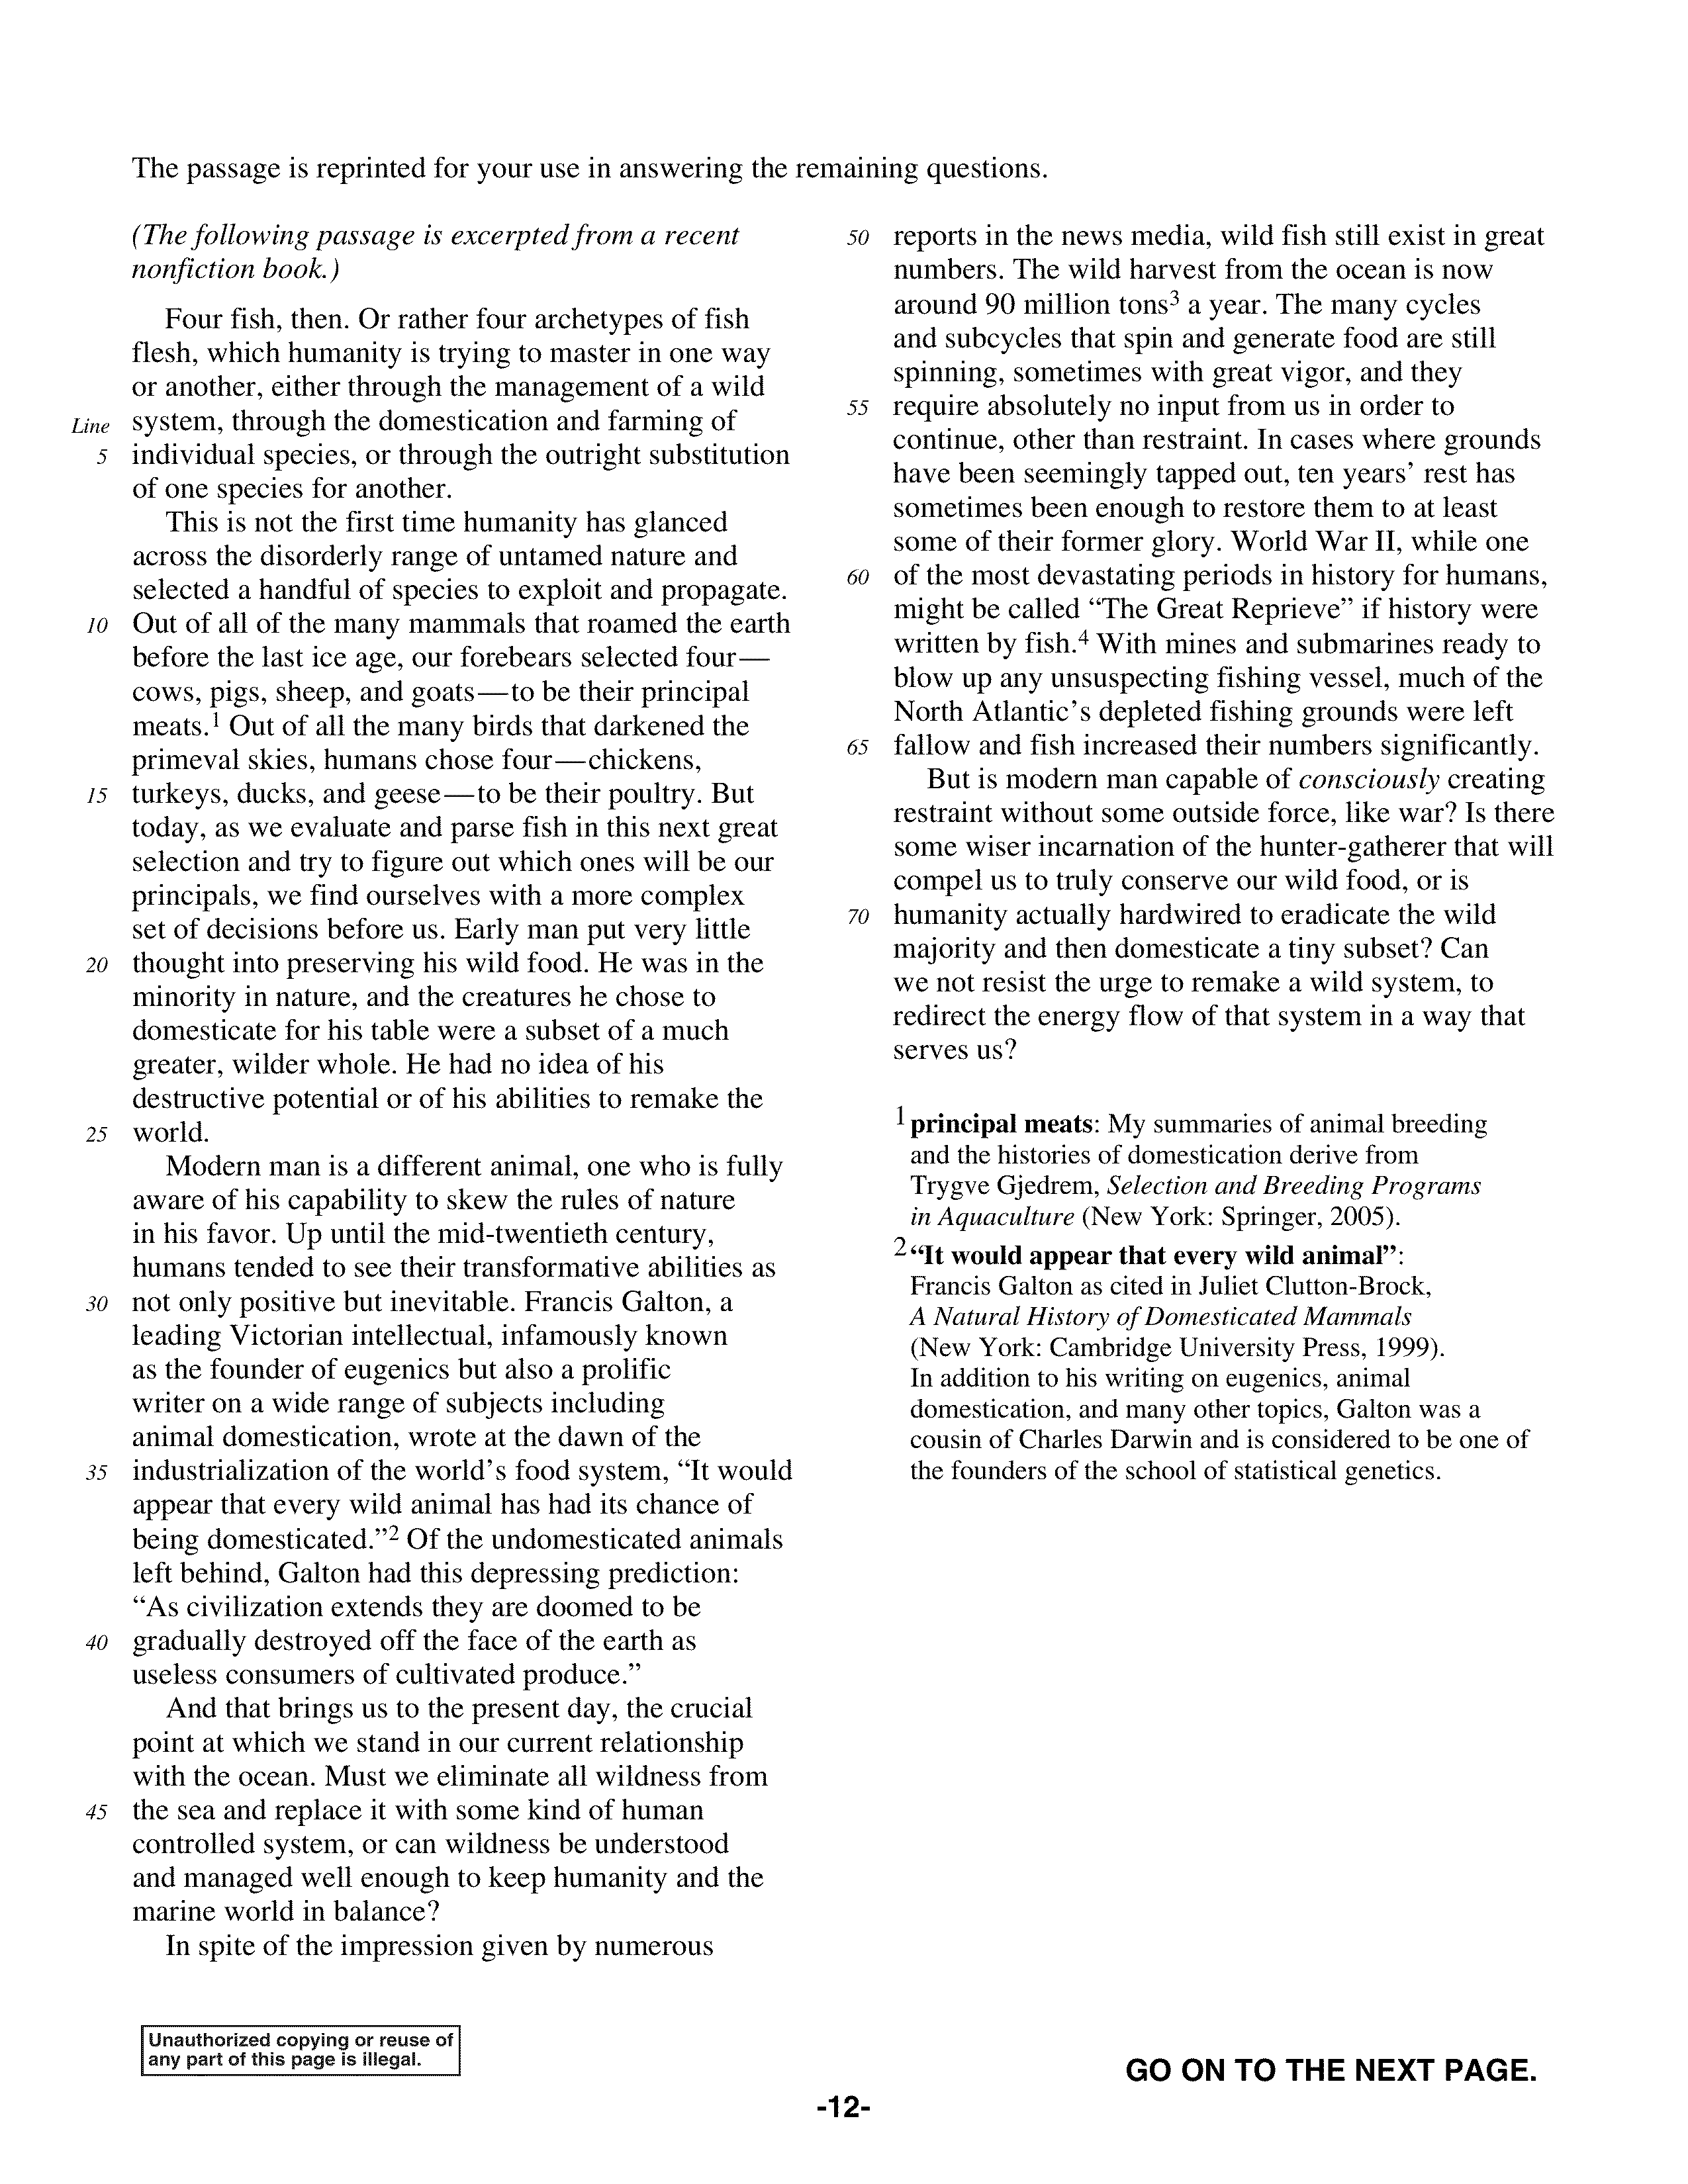 The passage is reprinted for your use in answering the remaining questions.
(The following passage is excerpted from a recent
nonfiction book.)
Four fish, then. Or rather four archetypes of fish
flesh, which humanity is trying to master in one way
or another, either through the management of a wild
Line system, through the domestication and farming of
5 individual species, or through the outright substitution
of one species for another.
This is not the first time humanity has glanced
across the disorderly range of untamed nature and
selected a handful of species to exploit and propagate.
10 Out of all of the many mammals that roamed the earth
before the last ice age, our forebears selected four—
cows, pigs, sheep, and goats—to be their principal
meats.1 Out of all the many birds that darkened the
primeval skies, humans chose four—chickens,
15 turkeys, ducks, and geese—to be their poultry. But
today, as we evaluate and parse fish in this next great
selection and try to figure out which ones will be our
principals, we find ourselves with a more complex
set of decisions before us. Early man put very little
20 thought into preserving his wild food. He was in the
minority in nature, and the creatures he chose to
domesticate for his table were a subset of a much
greater, wilder whole. He had no idea of his
destructive potential or of his abilities to remake the
25 world.
Modern man is a different animal, one who is fully
aware of his capability to skew the rules of nature
in his favor. Up until the mid-twentieth century,
humans tended to see their transformative abilities as
30 not only positive but inevitable. Francis Galton, a
leading Victorian intellectual, infamously known
as the founder of eugenics but also a prolific
writer on a wide range of subjects including
animal domestication, wrote at the dawn of the
35 industrialization of the world's food system, “It would
appear that every wild animal has had its chance of
being domesticated.”2 Of the undomesticated animals
left behind, Galton had this depressing prediction:
“As civilization extends they are doomed to be
40 gradually destroyed off the face of the earth as
useless consumers of cultivated produce.”
And that brings us to the present day, the crucial
point at which we stand in our current relationship
with the ocean. Must we eliminate all wildness from
45 the sea and replace it with some kind of human
controlled system, or can wildness be understood
and managed well enough to keep humanity and the
marine world in balance?
In spite of the impression given by numerous
50 reports in the news media, wild fish still exist in great
numbers. The wild harvest from the ocean is now
around 90 million tons3 a year. The many cycles
and subcycles that spin and generate food are still
spinning, sometimes with great vigor, and they
55 require absolutely no input from us in order to
continue, other than restraint. In cases where grounds
have been seemingly tapped out, ten years' rest has
sometimes been enough to restore them to at least
some of their former glory. World War II, while one
60 of the most devastating periods in history for humans,
might be called “The Great Reprieve” if history were
written by fish.4 With mines and submarines ready to
blow up any unsuspecting fishing vessel, much of the
North Atlantic's depleted fishing grounds were left
65 fallow and fish increased their numbers significantly.
But is modern man capable of consciously creating
restraint without some outside force, like war? Is there
some wiser incarnation of the hunter-gatherer that will
compel us to truly conserve our wild food, or is
70 humanity actually hardwired to eradicate the wild
majority and then domesticate a tiny subset? Can
we not resist the urge to remake a wild system, to
redirect the energy flow of that system in a way that
serves us?
1 principal meats: My summaries of animal breeding
and the histories of domestication derive from
Trygve Gjedrem, Selection and Breeding Programs
in Aquaculture (New York: Springer, 2005).
2 “It would appear that every wild animal”:
Francis Galton as cited in Juliet Clutton-Brock,
A Natural History of Domesticated Mammals
(New York: Cambridge University Press, 1999).
In addition to his writing on eugenics, animal
domestication, and many other topics, Galton was a
cousin of Charles Darwin and is considered to be one of
the founders of the school of statistical genetics.
Unauthorized copying or reuse of
any part of this page is illegal.
GO ON TO THE NEXT PAGE.
-12-